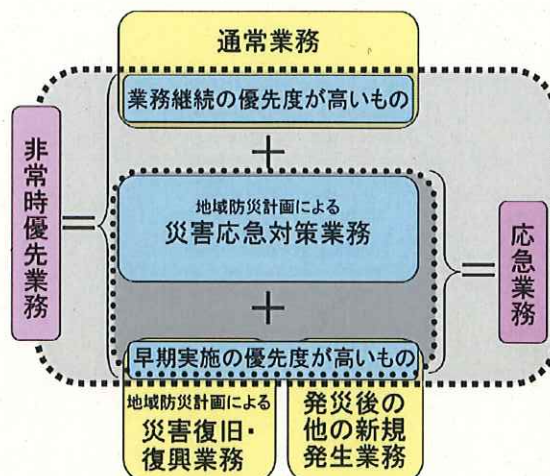 通常業務
業務継続の優先度が高いもの
＋
非常時優先業務
＝
地域防災計画による
災害応急対策業務
＝
応急業務
＋
早期実施の優先度が高いもの
地域防災計画による
災害復旧・
復興業務
発災後の
他の新規
発生業務